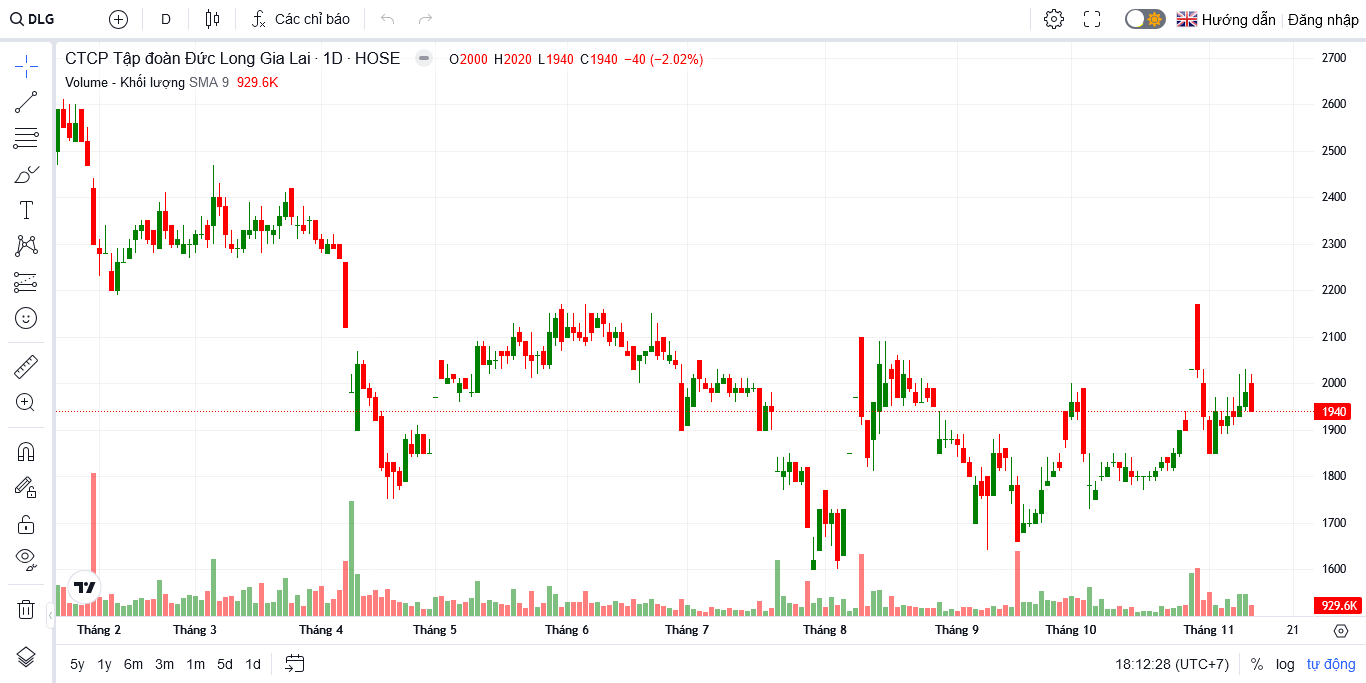 DLG D Các chỉ báo Hướng dẫn Đăng nhập
CTCP Tập đoàn Đức Long Gia Lai · 1D · HOSE O2000 H2020 L1940 C1940 −40 (−2.02%)
Volume - Khối lượng SMA 9 929.6K
2700
2600
2500
2400
2300
2200
2100
2000
1940
1900
1800
1700
1600
929.6K
Tháng 2 Tháng 3 Tháng 4 Tháng 5 Tháng 6 Tháng 7 Tháng 8 Tháng 9 Tháng 10 Tháng 11 21
5y 1y 6m 3m 1m 5d 1d 18:12:28 (UTC+7) % log tự động